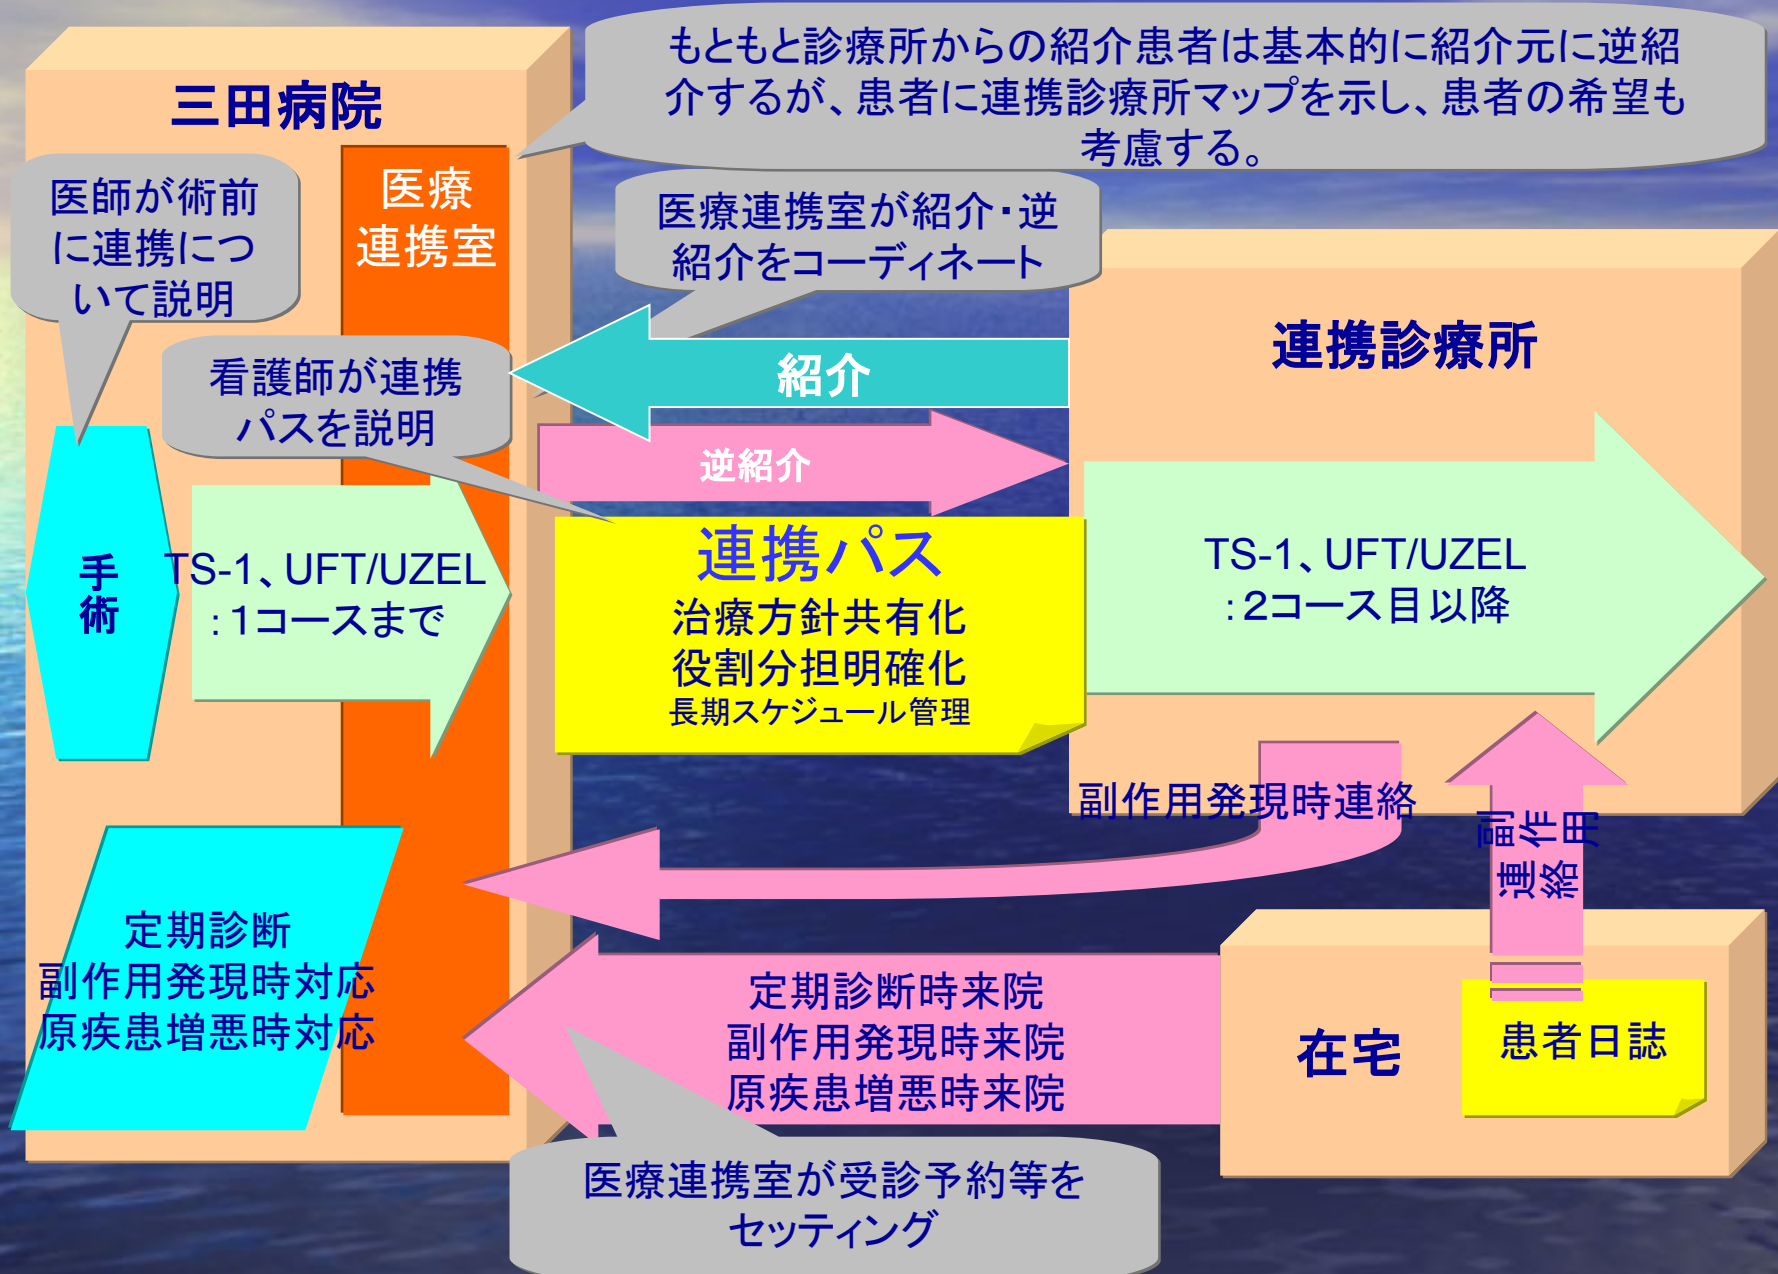 もともと診療所からの紹介患者は基本的に紹介元に逆紹
介するが、患者に連携診療所マップを示し、患者の希望も
考慮する。
三田病院
医療
連携室
医師が術前
に連携につ
いて説明
医療連携室が紹介・逆
紹介をコーディネート
連携診療所
看護師が連携
パスを説明
紹介
逆紹介
手
術
TS-1、UFT/UZEL
:1コースまで
連携パス
治療方針共有化
役割分担明確化
長期スケジュール管理
TS-1、UFT/UZEL
:2コース目以降
副作用発現時連絡
副作用
連絡
定期診断
副作用発現時対応
原疾患増悪時対応
定期診断時来院
副作用発現時来院
原疾患増悪時来院
在宅
患者日誌
医療連携室が受診予約等を
セッティング